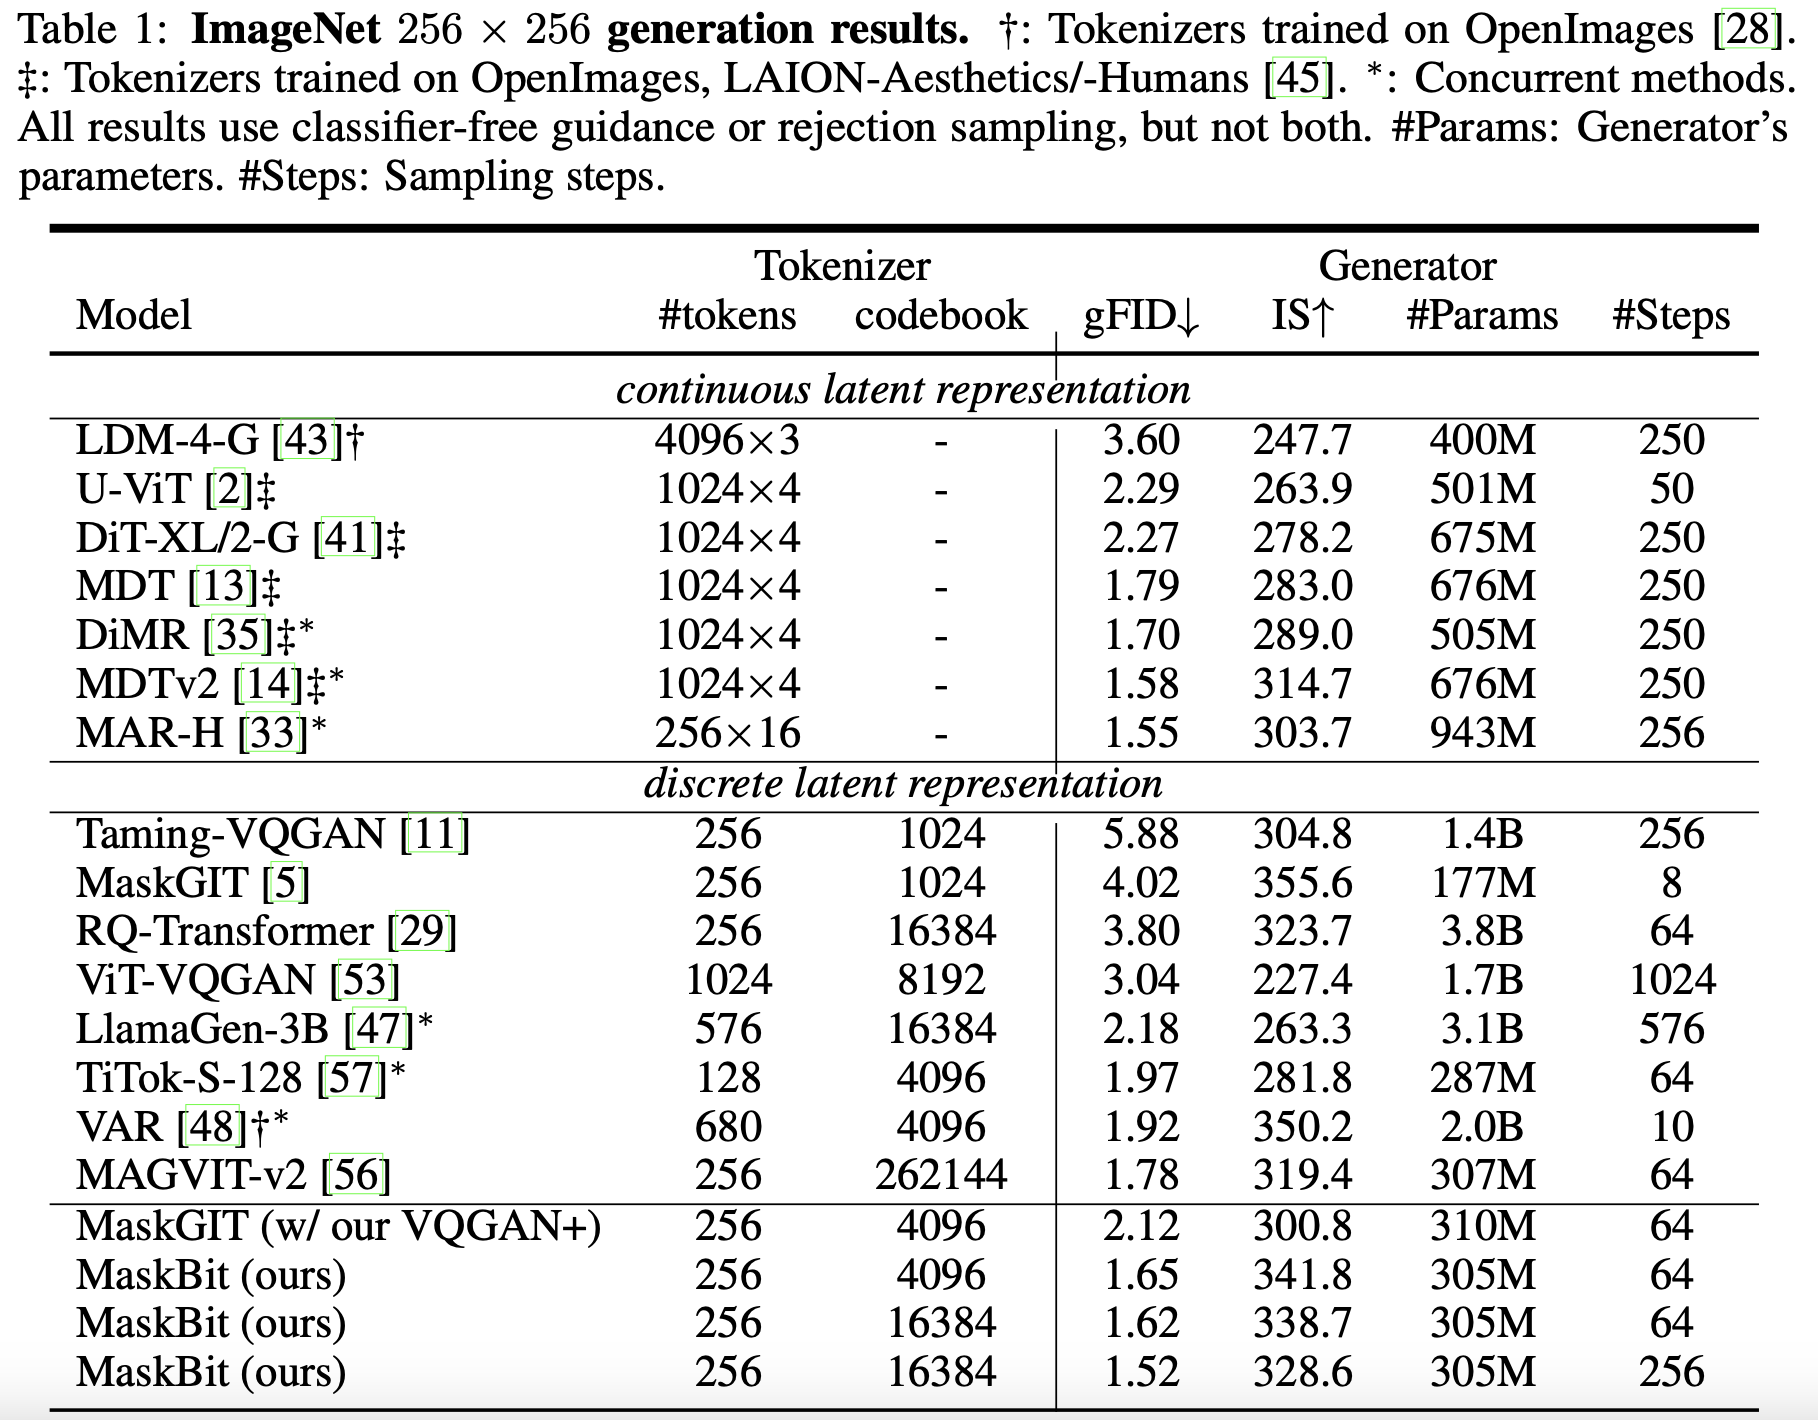 Table 1: ImageNet 256 × 256 generation results. †: Tokenizers trained on OpenImages [28].
‡: Tokenizers trained on OpenImages, LAION-Aesthetics/-Humans [45]. *: Concurrent methods.
All results use classifier-free guidance or rejection sampling, but not both. #Params: Generator's
parameters. #Steps: Sampling steps.
Tokenizer Generator
Model #tokens codebook gFID↓ IS↑ #Params #Steps
continuous latent representation
LDM-4-G [43]† 4096×3 - 3.60 247.7 400M 250
U-ViT [2]‡ 1024×4 - 2.29 263.9 501M 50
DiT-XL/2-G [41]‡ 1024×4 - 2.27 278.2 675M 250
MDT [13]‡ 1024×4 - 1.79 283.0 676M 250
DiMR [35]‡* 1024×4 - 1.70 289.0 505M 250
MDTv2 [14]‡* 1024×4 - 1.58 314.7 676M 250
MAR-H [33]* 256×16 - 1.55 303.7 943M 256
discrete latent representation
Taming-VQGAN [11] 256 1024 5.88 304.8 1.4B 256
MaskGIT [5] 256 1024 4.02 355.6 177M 8
RQ-Transformer [29] 256 16384 3.80 323.7 3.8B 64
ViT-VQGAN [53] 1024 8192 3.04 227.4 1.7B 1024
LlamaGen-3B [47]* 576 16384 2.18 263.3 3.1B 576
TiTok-S-128 [57]* 128 4096 1.97 281.8 287M 64
VAR [48]†* 680 4096 1.92 350.2 2.0B 10
MAGVIT-v2 [56] 256 262144 1.78 319.4 307M 64
MaskGIT (w/ our VQGAN+) 256 4096 2.12 300.8 310M 64
MaskBit (ours) 256 4096 1.65 341.8 305M 64
MaskBit (ours) 256 16384 1.62 338.7 305M 64
MaskBit (ours) 256 16384 1.52 328.6 305M 256